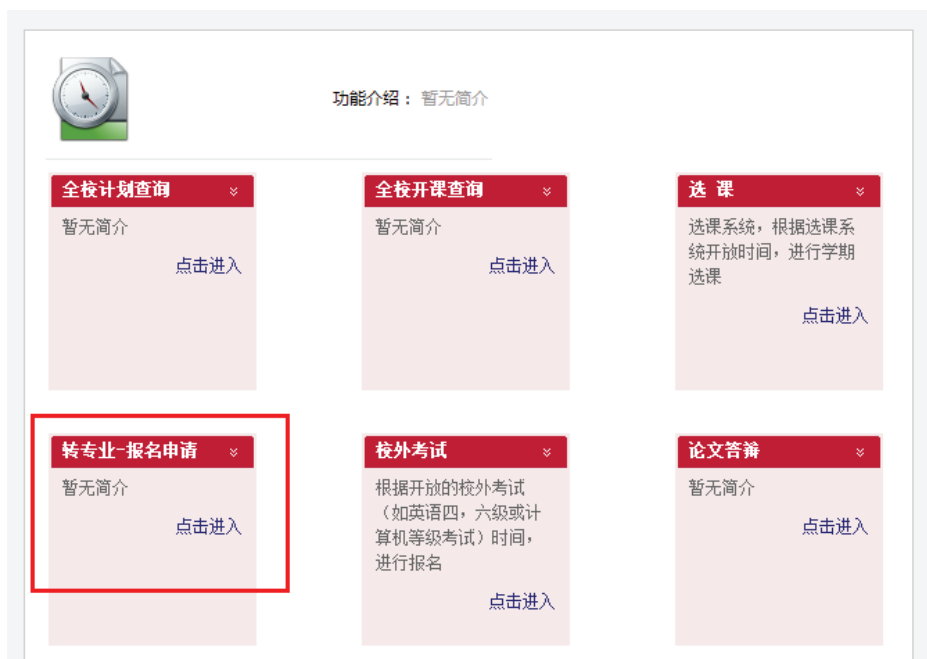 功能介绍：暂无简介
全校计划查询
暂无简介
点击进入
全校开课查询
暂无简介
点击进入
选 课
选课系统，根据选课系
统开放时间，进行学期
选课
点击进入
转专业-报名申请
暂无简介
点击进入
校外考试
根据开放的校外考试
（如英语四，六级或计
算机等级考试）时间，
进行报名
点击进入
论文答辩
暂无简介
点击进入